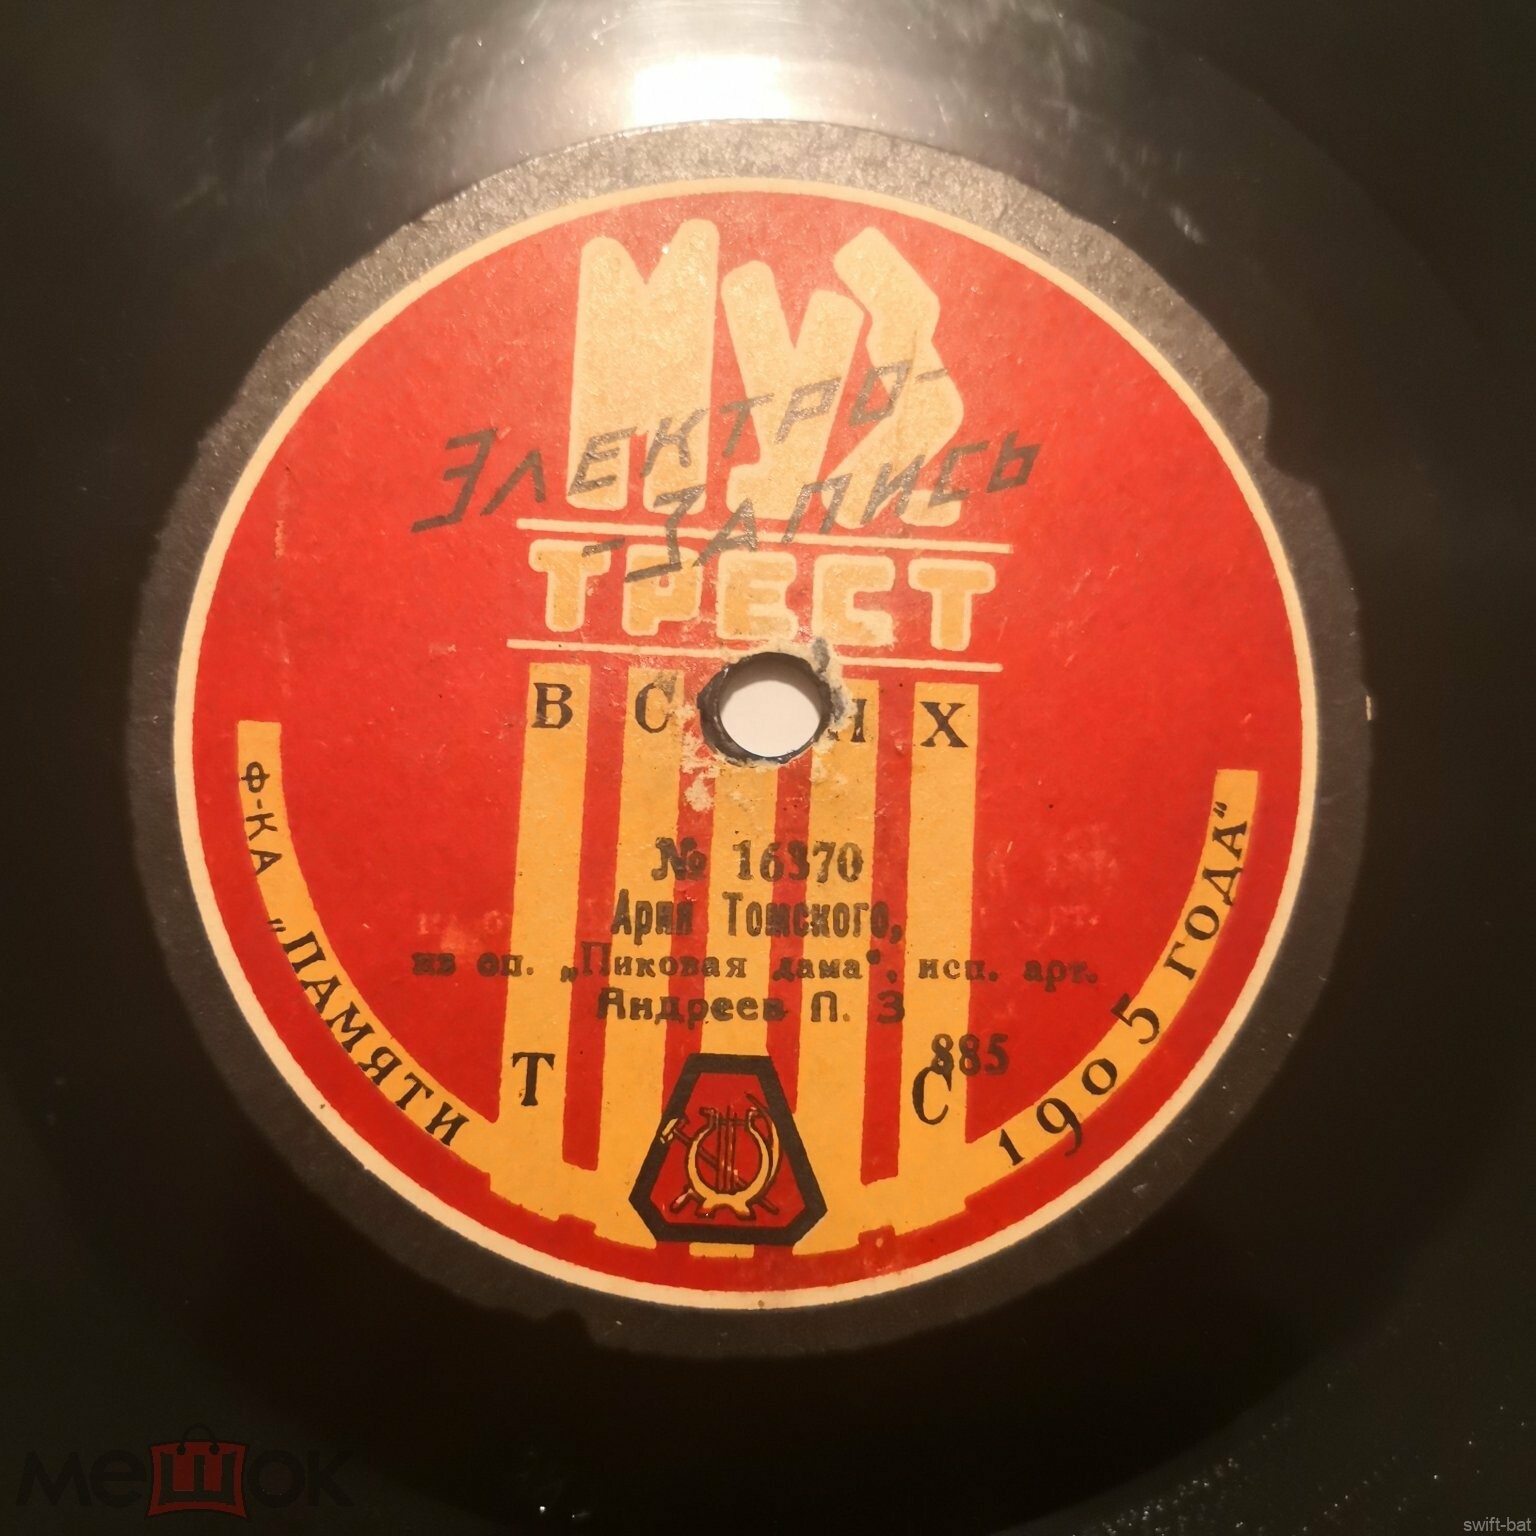 МУЗ
ЭЛЕКТРО-
-ЗАПИСЬ
ТРЕСТ
В С Н Х
№ 16370
Арии Томского,
из оп. „Пиковая дама“, исп. арт.
Андреев П. З
885
Т С
Ф-КА „ПАМЯТИ 1905 ГОДА“
мешок
swift-bat